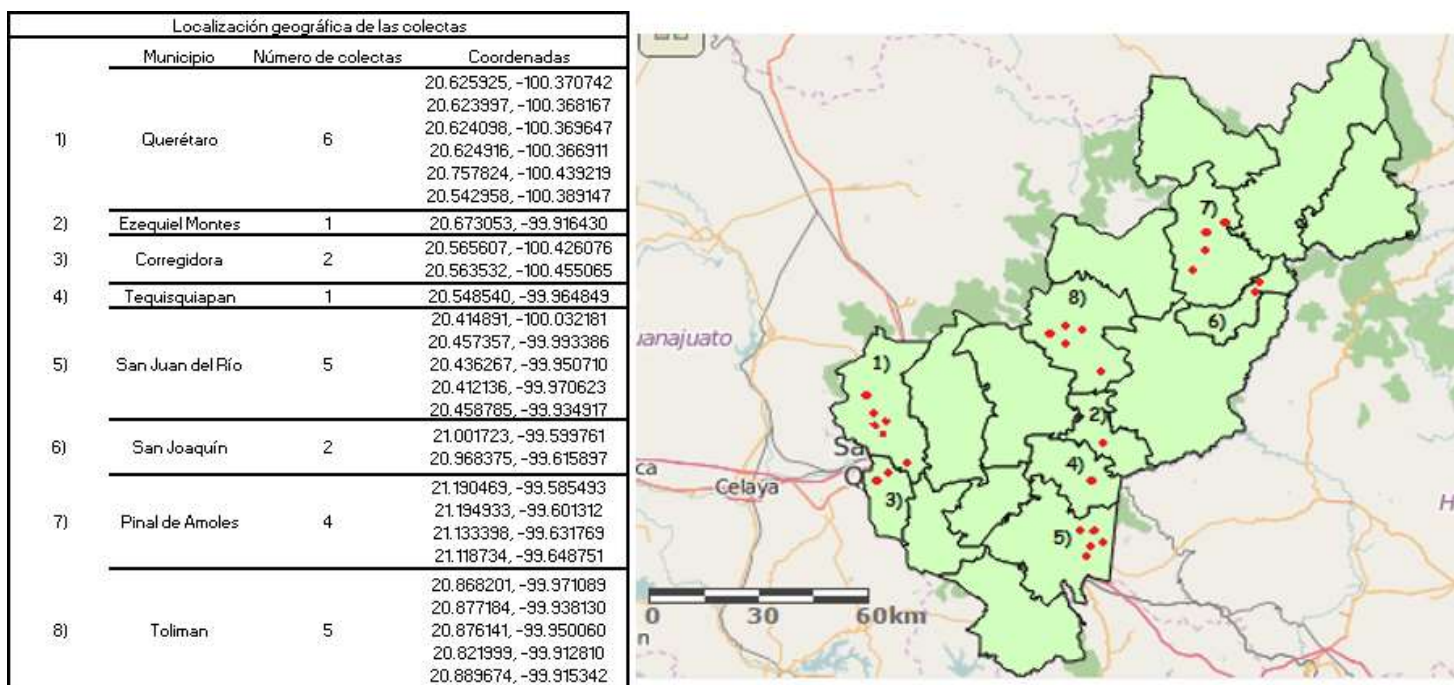 Localización geográfica de las colectas
Municipio Número de colectas Coordenadas
1) Querétaro 6
20.625925, -100.370742
20.623997, -100.368167
20.624098, -100.369647
20.624916, -100.366911
20.757824, -100.439219
20.542958, -100.389147
2) Ezequiel Montes 1 20.673053, -99.916430
3) Corregidora 2
20.565607, -100.426076
20.563532, -100.455065
4) Tequisquiapan 1 20.548540, -99.964849
5) San Juan del Río 5
20.414891, -100.032181
20.457357, -99.993386
20.436267, -99.950710
20.412136, -99.970623
20.458785, -99.934917
6) San Joaquín 2
21.001723, -99.599761
20.968375, -99.615897
7) Pinal de Amoles 4
21.190469, -99.585493
21.194933, -99.601312
21.133398, -99.631769
21.118734, -99.648751
8) Toliman 5
20.868201, -99.971089
20.877184, -99.938130
20.876141, -99.950060
20.821999, -99.912810
20.889674, -99.915342
7)
8)
6)
uanajuato
1)
2)
Sa
ca
Q
4)
Celaya
3)
H
5)
0 30 60km
n